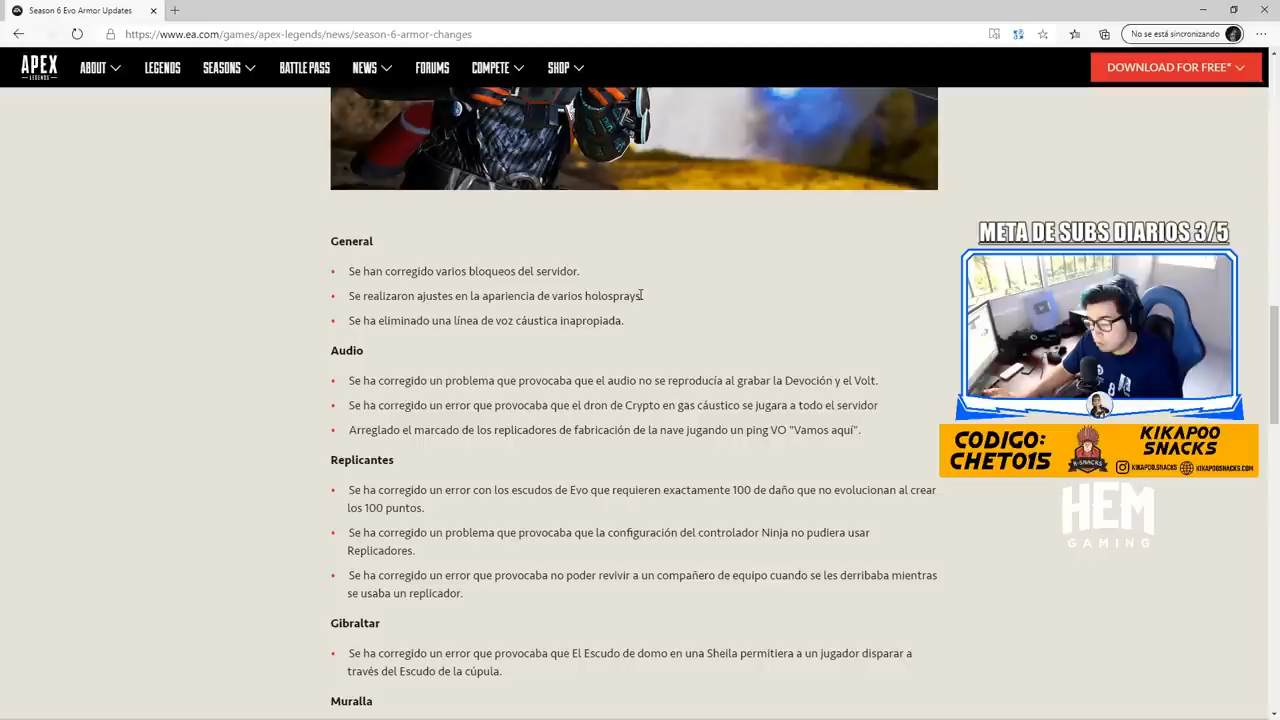 Season 6 Evo Armor Updates
https://www.ea.com/games/apex-legends/news/season-6-armor-changes
No se está sincronizando
APEX
LEGENDS
ABOUT
LEGENDS
SEASONS
BATTLE PASS
NEWS
FORUMS
COMPETE
SHOP
DOWNLOAD FOR FREE*
General
Se han corregido varios bloqueos del servidor.
Se realizaron ajustes en la apariencia de varios holosprays.
Se ha eliminado una línea de voz cáustica inapropiada.
Audio
Se ha corregido un problema que provocaba que el audio no se reproducía al grabar la Devoción y el Volt.
Se ha corregido un error que provocaba que el dron de Crypto en gas cáustico se jugara a todo el servidor
Arreglado el marcado de los replicadores de fabricación de la nave jugando un ping VO "Vamos aquí".
Replicantes
Se ha corregido un error con los escudos de Evo que requieren exactamente 100 de daño que no evolucionan al crear
los 100 puntos.
Se ha corregido un problema que provocaba que la configuración del controlador Ninja no pudiera usar
Replicadores.
Se ha corregido un error que provocaba no poder revivir a un compañero de equipo cuando se les derribaba mientras
se usaba un replicador.
Gibraltar
Se ha corregido un error que provocaba que El Escudo de domo en una Sheila permitiera a un jugador disparar a
través del Escudo de la cúpula.
Muralla
META DE SUBS DIARIOS 3/5
CODIGO:
CHETO15
K-SNACKS
KIKAPOO
SNACKS
KIKAPOO.SNACKS
KIKAPOOSNACKS.COM
HEM
GAMING